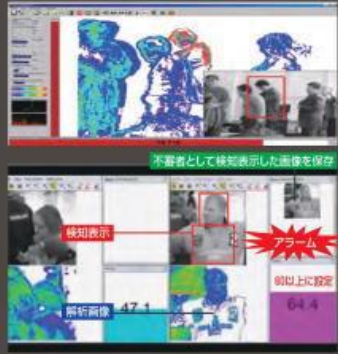 不審者として検知表示した画像を保存
検知表示
アラーム
60以上に設定
解析画像
47.1
64.4